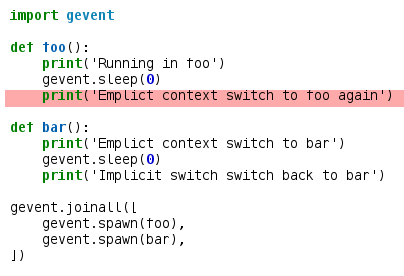 import gevent

def foo():
    print('Running in foo')
    gevent.sleep(0)
    print('Emplict context switch to foo again')

def bar():
    print('Emplict context switch to bar')
    gevent.sleep(0)
    print('Implicit switch switch back to bar')

gevent.joinall([
    gevent.spawn(foo),
    gevent.spawn(bar),
])